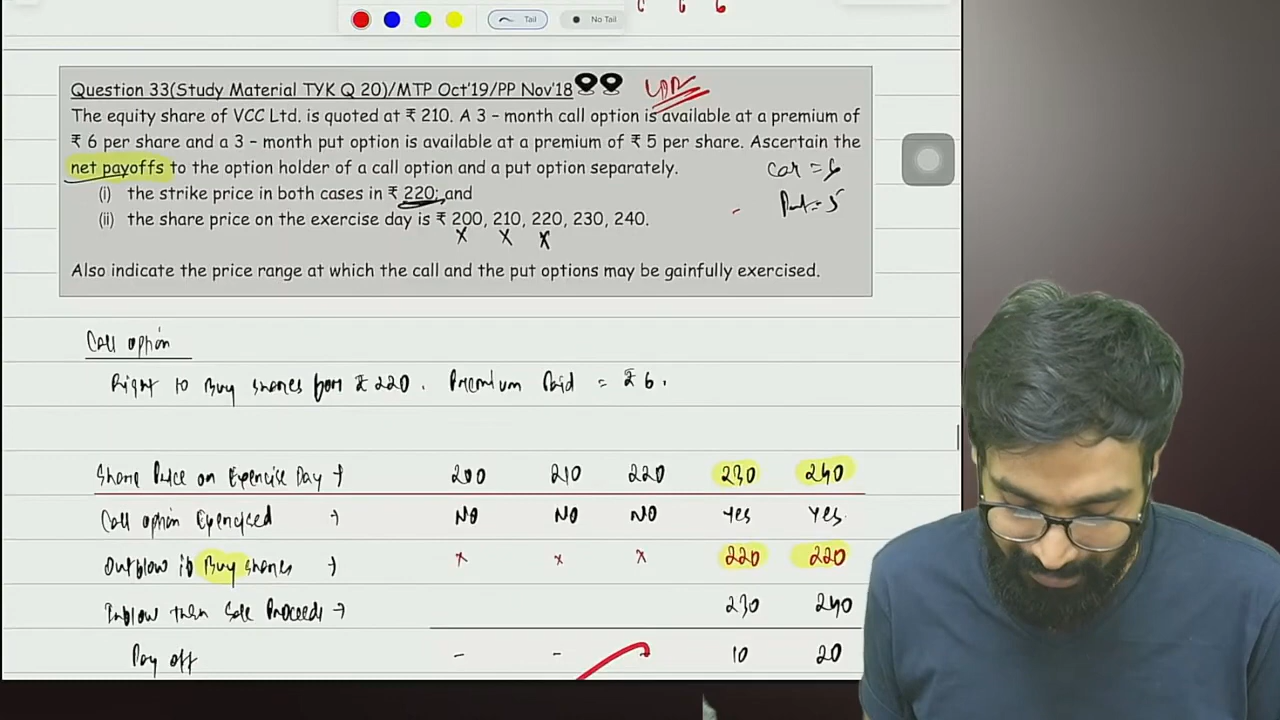 Tail
No Tail
Question 33(Study Material TYK Q 20)/MTP Oct'19/PP Nov'18
The equity share of VCC Ltd. is quoted at ₹ 210. A 3 – month call option is available at a premium of
₹ 6 per share and a 3 – month put option is available at a premium of ₹ 5 per share. Ascertain the
net payoffs to the option holder of a call option and a put option separately.
= 6
(i) the strike price in both cases in ₹ 220; and
Put = 5
(ii) the share price on the exercise day is ₹ 200, 210, 220, 230, 240.
x x x
Also indicate the price range at which the call and the put options may be gainfully exercised.
Call option
Right to Buy shares for ₹ 220. Premium Paid = ₹ 6.
Share Price on Exercise Day → 200 210 220 230 240
Call option Exercised → NO NO NO Yes Yes.
Outflow to Buy shares → x x x 220 220
Inflow Sale Proceeds → 230 240
Pay off - - - 10 20